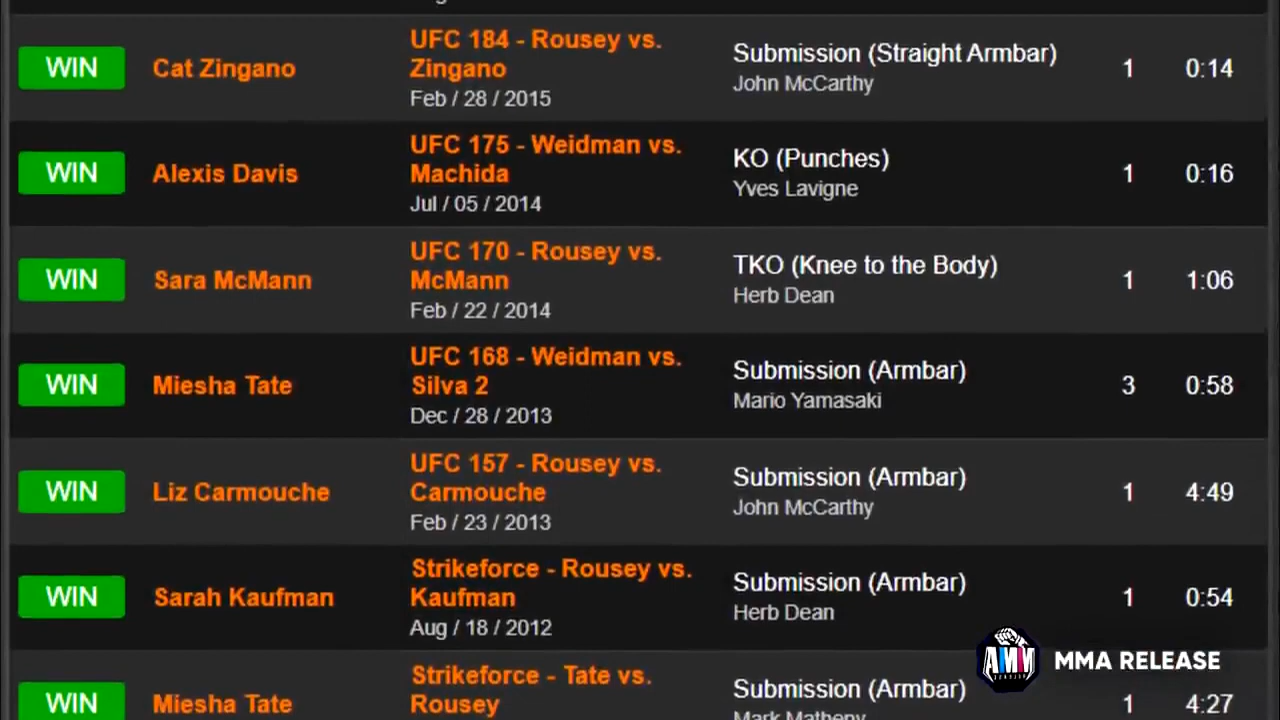 WIN
Cat Zingano
UFC 184 - Rousey vs.
Zingano
Feb / 28 / 2015
Submission (Straight Armbar)
John McCarthy
1
0:14
WIN
Alexis Davis
UFC 175 - Weidman vs.
Machida
Jul / 05 / 2014
KO (Punches)
Yves Lavigne
1
0:16
WIN
Sara McMann
UFC 170 - Rousey vs.
McMann
Feb / 22 / 2014
TKO (Knee to the Body)
Herb Dean
1
1:06
WIN
Miesha Tate
UFC 168 - Weidman vs.
Silva 2
Dec / 28 / 2013
Submission (Armbar)
Mario Yamasaki
3
0:58
WIN
Liz Carmouche
UFC 157 - Rousey vs.
Carmouche
Feb / 23 / 2013
Submission (Armbar)
John McCarthy
1
4:49
WIN
Sarah Kaufman
Strikeforce - Rousey vs.
Kaufman
Aug / 18 / 2012
Submission (Armbar)
Herb Dean
1
0:54
WIN
Miesha Tate
Strikeforce - Tate vs.
Rousey
Submission (Armbar)
Mark Matheny
1
4:27
MMA RELEASE